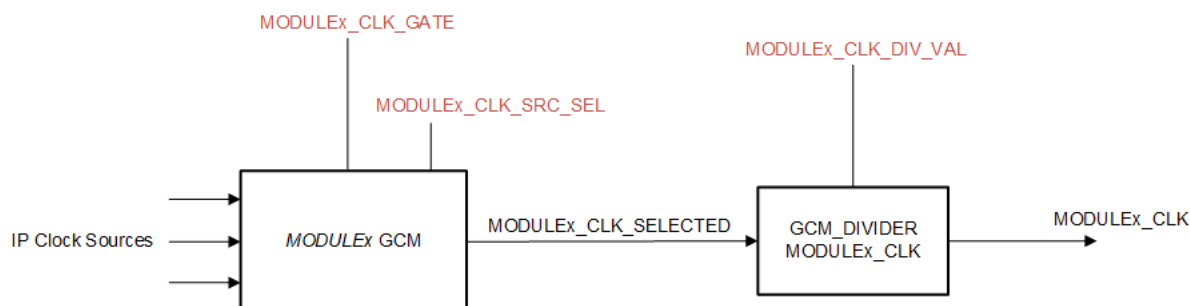 MODULEx_CLK_GATE
MODULEx_CLK_DIV_VAL
MODULEx_CLK_SRC_SEL
IP Clock Sources
MODULEx GCM
MODULEx_CLK_SELECTED
GCM_DIVIDER
MODULEx_CLK
MODULEx_CLK